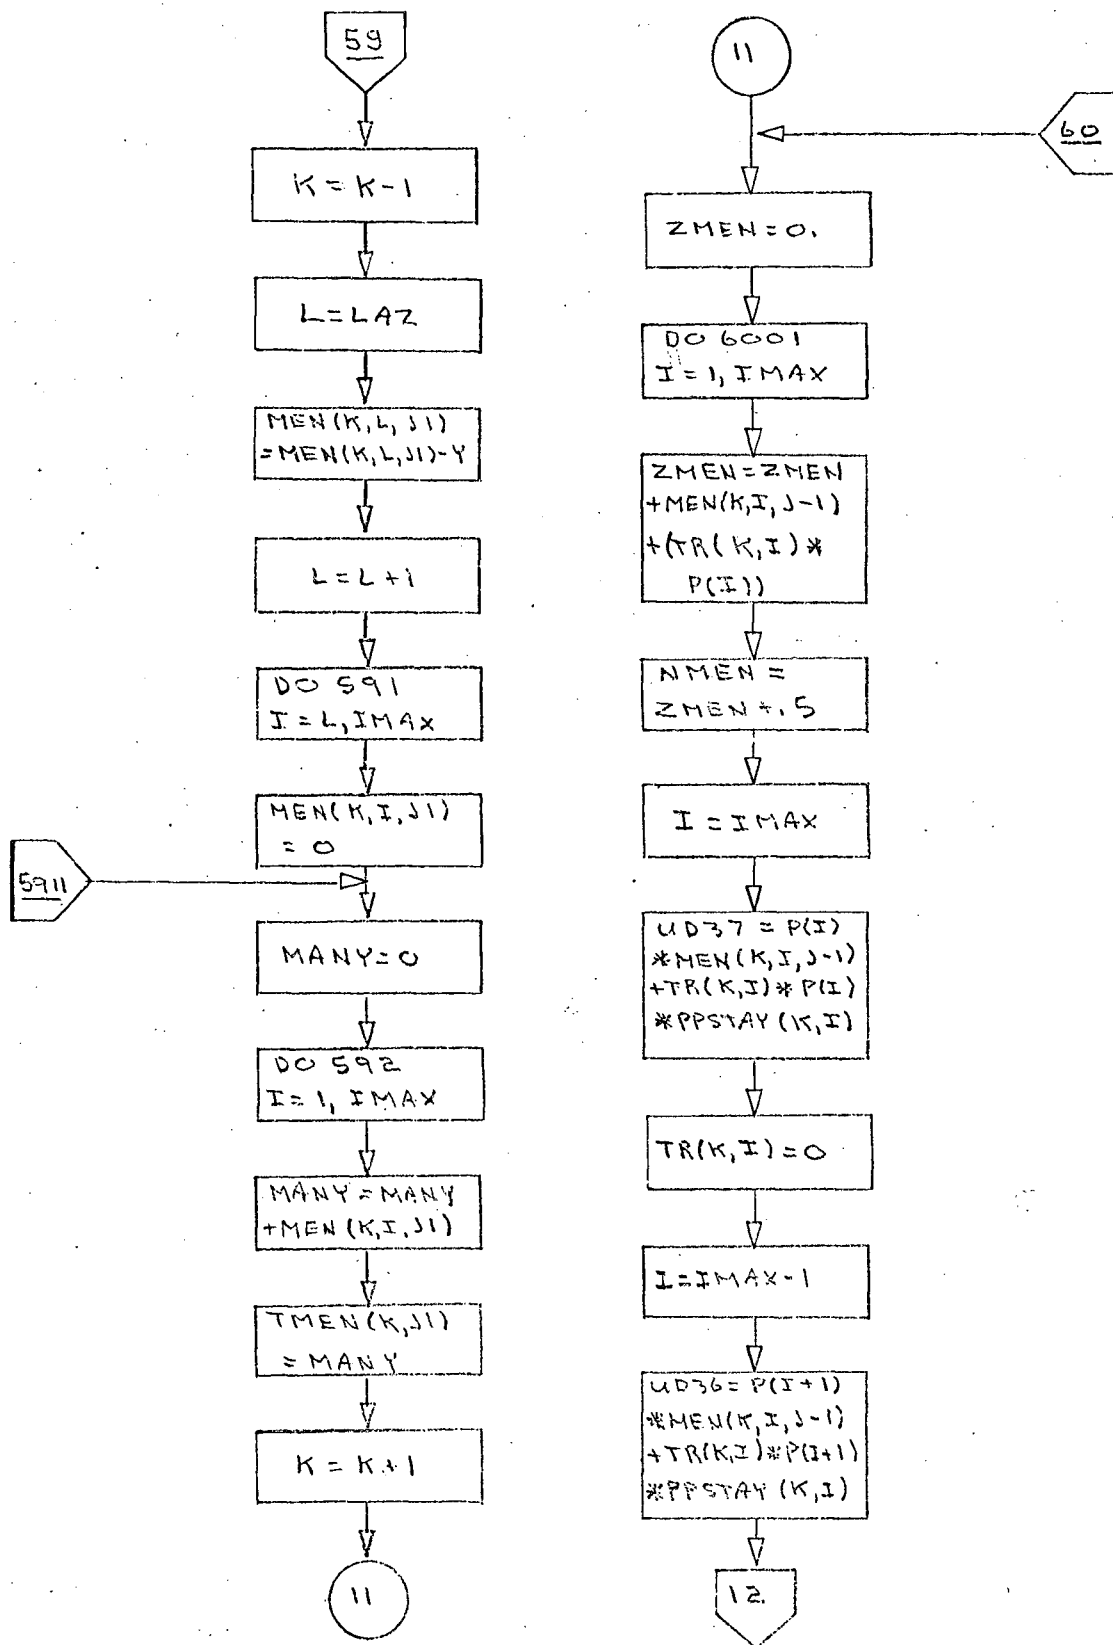 59
K = K-1
L = LAZ
MEN(K,L,J1)
=MEN(K,L,J1)-Y
L = L+1
DO 591
I = L, IMAX
MEN(K,I,J1)
= 0
5911
MANY=0
DO 592
I=1, IMAX
MANY=MANY
+MEN(K,I,J1)
TMEN(K,J1)
= MANY
K = K+1
11
11
60
ZMEN=0.
DO 6001
I=1, IMAX
ZMEN=ZMEN
+MEN(K,I,J-1)
+(TR(K,I)*
P(I))
NMEN =
ZMEN+.5
I = IMAX
UD37 = P(I)
*MEN(K,I,J-1)
+TR(K,I)*P(I)
*PPSTAY(K,I)
TR(K,I)=0
I=IMAX-1
UD36=P(I+1)
*MEN(K,I,J-1)
+TR(K,I)*P(I+1)
*PPSTAY(K,I)
12